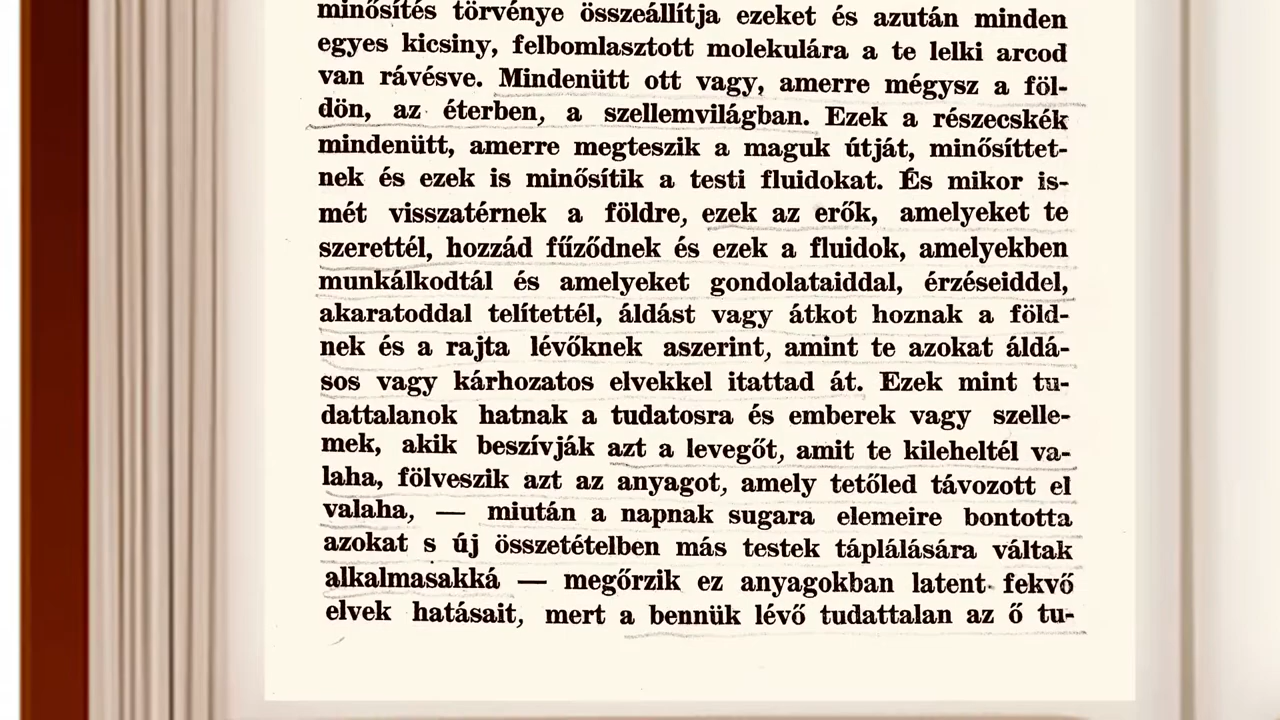 minősítés törvénye összeállítja ezeket és azután minden
egyes kicsiny, felbomlasztott molekulára a te lelki arcod
van rávésve. Mindenütt ott vagy, amerre mégysz a föl-
dön, az éterben, a szellemvilágban. Ezek a részecskék
mindenütt, amerre megteszik a maguk útját, minősíttet-
nek és ezek is minősítik a testi fluidokat. És mikor is-
mét visszatérnek a földre, ezek az erők, amelyeket te
szerettél, hozzád fűződnek és ezek a fluidok, amelyekben
munkálkodtál és amelyeket gondolataiddal, érzéseiddel,
akaratoddal telítettél, áldást vagy átkot hoznak a föld-
nek és a rajta lévőknek aszerint, amint te azokat áldá-
sos vagy kárhozatos elvekkel itattad át. Ezek mint tu-
dattalanok hatnak a tudatosra és emberek vagy szelle-
mek, akik beszívják azt a levegőt, amit te kileheltél va-
laha, fölveszik azt az anyagot, amely tetőled távozott el
valaha, — miután a napnak sugara elemeire bontotta
azokat s új összetételben más testek táplálására váltak
alkalmasakká — megőrzik ez anyagokban latent fekvő
elvek hatásait, mert a bennük lévő tudattalan az ő tu-